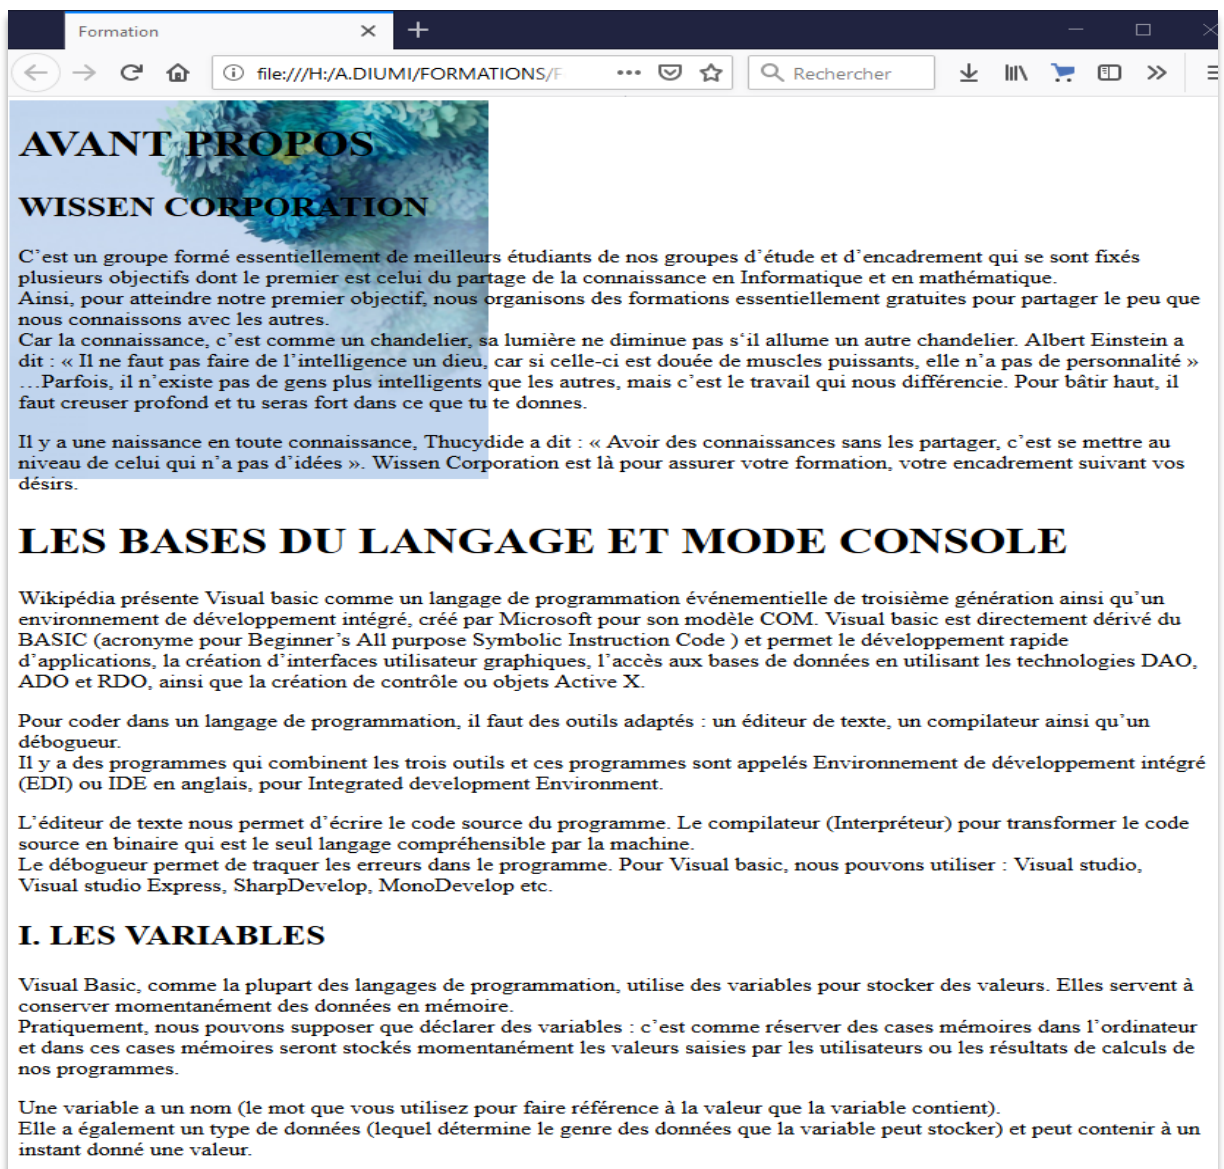 Formation
file:///H:/A.DIUMI/FORMATIONS/F
Rechercher
AVANT PROPOS
WISSEN CORPORATION
C’est un groupe formé essentiellement de meilleurs étudiants de nos groupes d’étude et d’encadrement qui se sont fixés
plusieurs objectifs dont le premier est celui du partage de la connaissance en Informatique et en mathématique.
Ainsi, pour atteindre notre premier objectif, nous organisons des formations essentiellement gratuites pour partager le peu que
nous connaissons avec les autres.
Car la connaissance, c’est comme un chandelier, sa lumière ne diminue pas s‘il allume un autre chandelier. Albert Einstein a
dit : « Il ne faut pas faire de l’intelligence un dieu, car si celle-ci est douée de muscles puissants, elle n’a pas de personnalité »
…Parfois, il n’existe pas de gens plus intelligents que les autres, mais c’est le travail qui nous différencie. Pour bâtir haut, il
faut creuser profond et tu seras fort dans ce que tu te donnes.
Il y a une naissance en toute connaissance, Thucydide a dit : « Avoir des connaissances sans les partager, c’est se mettre au
niveau de celui qui n’a pas d’idées ». Wissen Corporation est là pour assurer votre formation, votre encadrement suivant vos
désirs.
LES BASES DU LANGAGE ET MODE CONSOLE
Wikipédia présente Visual basic comme un langage de programmation événementielle de troisième génération ainsi qu’un
environnement de développement intégré, créé par Microsoft pour son modèle COM. Visual basic est directement dérivé du
BASIC (acronyme pour Beginner’s All purpose Symbolic Instruction Code ) et permet le développement rapide
d’applications, la création d’interfaces utilisateur graphiques, l’accès aux bases de données en utilisant les technologies DAO,
ADO et RDO, ainsi que la création de contrôle ou objets Active X.
Pour coder dans un langage de programmation, il faut des outils adaptés : un éditeur de texte, un compilateur ainsi qu’un
débogueur.
Il y a des programmes qui combinent les trois outils et ces programmes sont appelés Environnement de développement intégré
(EDI) ou IDE en anglais, pour Integrated development Environment.
L’éditeur de texte nous permet d’écrire le code source du programme. Le compilateur (Interpréteur) pour transformer le code
source en binaire qui est le seul langage compréhensible par la machine.
Le débogueur permet de traquer les erreurs dans le programme. Pour Visual basic, nous pouvons utiliser : Visual studio,
Visual studio Express, SharpDevelop, MonoDevelop etc.
I. LES VARIABLES
Visual Basic, comme la plupart des langages de programmation, utilise des variables pour stocker des valeurs. Elles servent à
conserver momentanément des données en mémoire.
Pratiquement, nous pouvons supposer que déclarer des variables : c’est comme réserver des cases mémoires dans l’ordinateur
et dans ces cases mémoires seront stockés momentanément les valeurs saisies par les utilisateurs ou les résultats de calculs de
nos programmes.
Une variable a un nom (le mot que vous utilisez pour faire référence à la valeur que la variable contient).
Elle a également un type de données (lequel détermine le genre des données que la variable peut stocker) et peut contenir à un
instant donné une valeur.